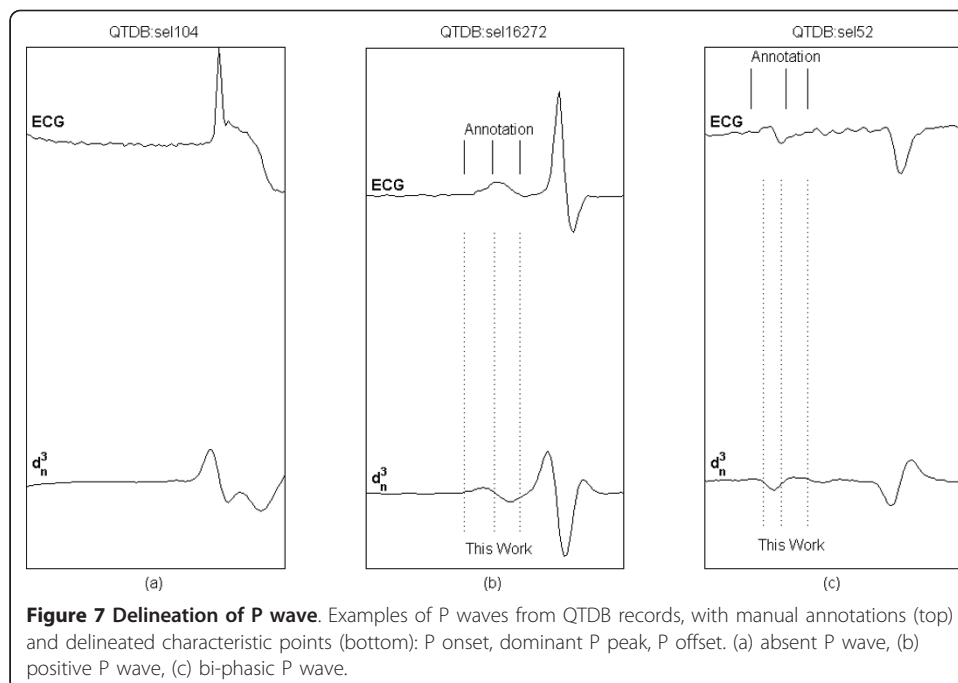 QTDB:sel104
ECG
d³ₙ
(a)
QTDB:sel16272
Annotation
ECG
d³ₙ
This Work
(b)
QTDB:sel52
Annotation
ECG
d³ₙ
This Work
(c)
Figure 7 Delineation of P wave. Examples of P waves from QTDB records, with manual annotations (top)
and delineated characteristic points (bottom): P onset, dominant P peak, P offset. (a) absent P wave, (b)
positive P wave, (c) bi-phasic P wave.